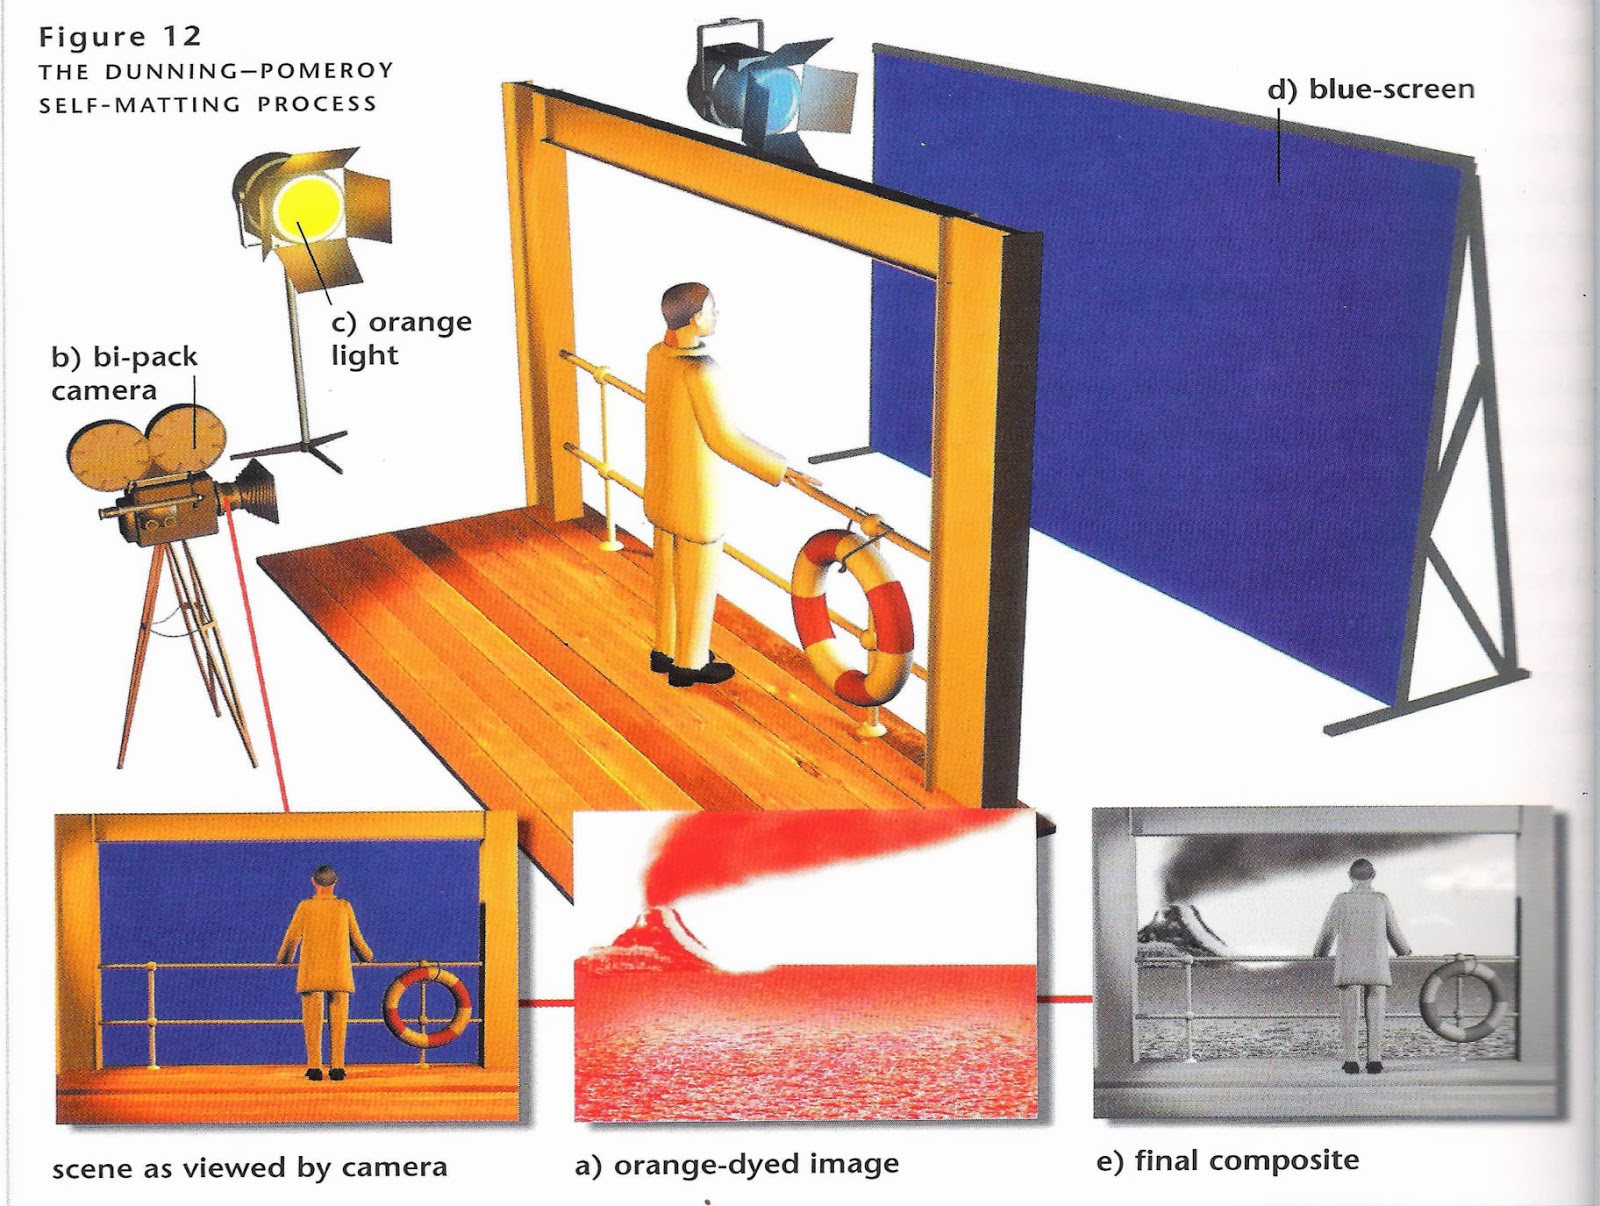 Figure 12
THE DUNNING–POMEROY
SELF-MATTING PROCESS
d) blue-screen
c) orange
light
b) bi-pack
camera
scene as viewed by camera
a) orange-dyed image
e) final composite